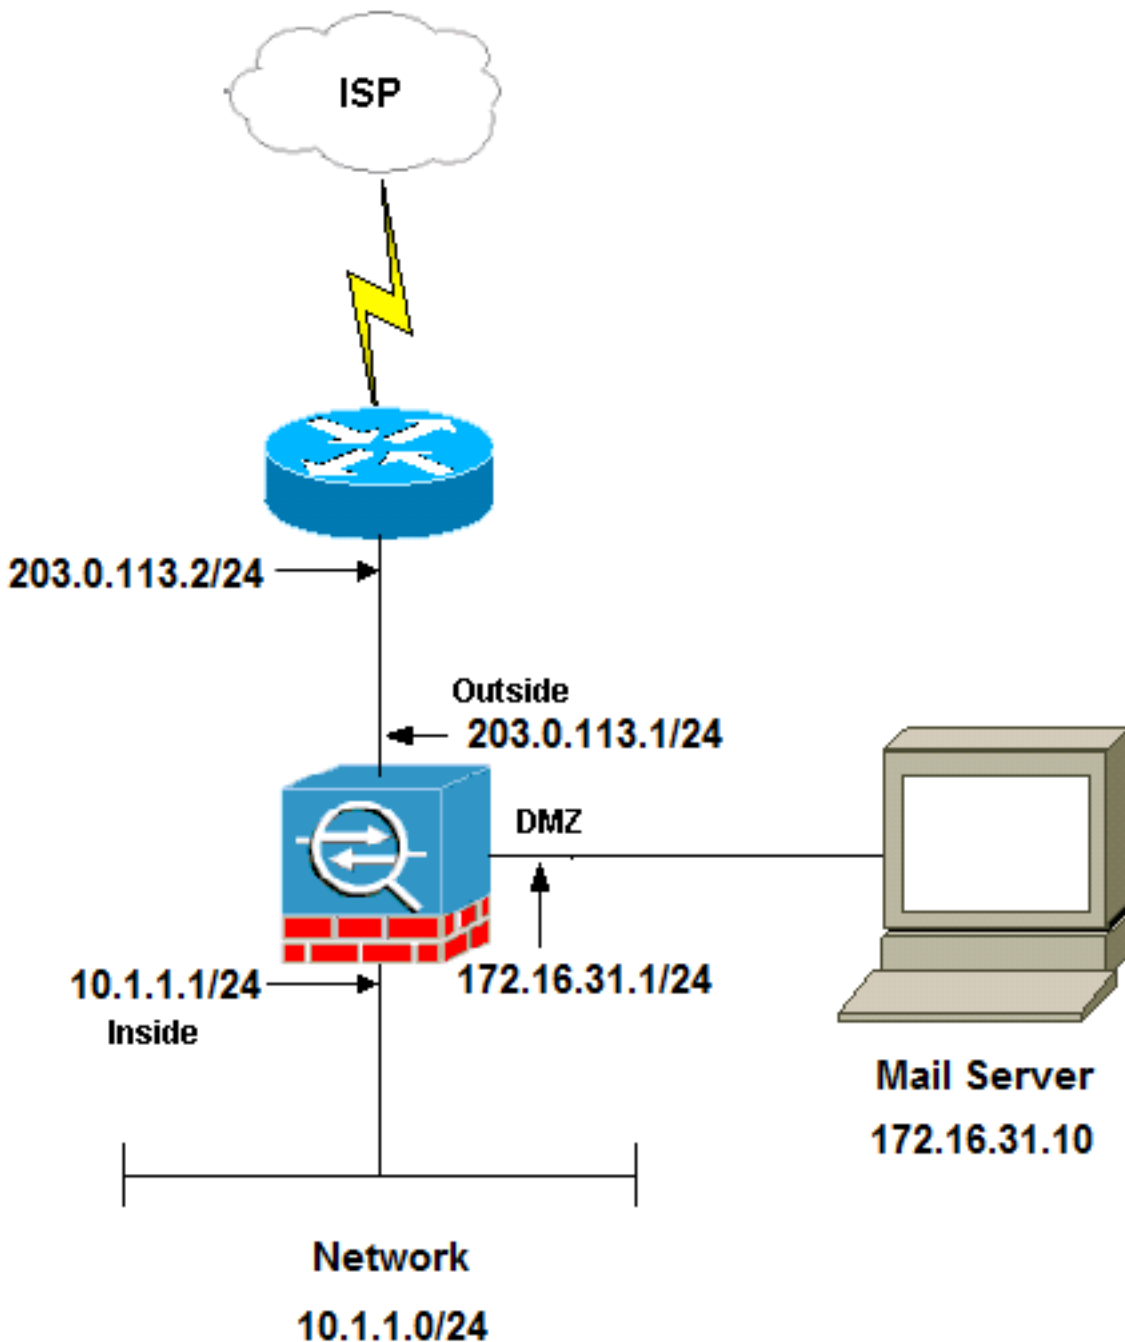 ISP
203.0.113.2/24
Outside
203.0.113.1/24
DMZ
172.16.31.1/24
10.1.1.1/24
Inside
Mail Server
172.16.31.10
Network
10.1.1.0/24